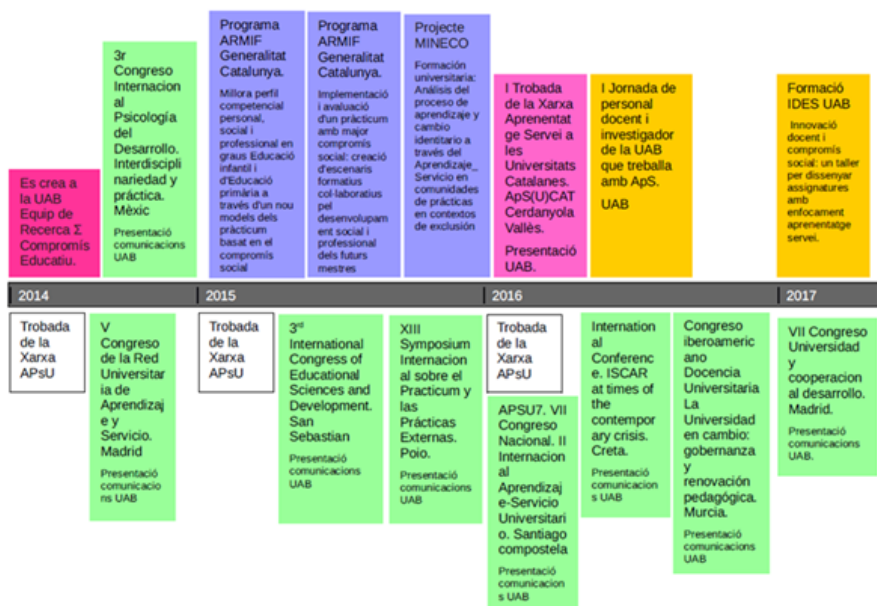 Es crea a
la UAB
Equip de
Recerca Σ
Compromís
Educatiu.
3r
Congreso
Internacion
al
Psicología
del
Desarrollo.
Interdiscipli
nariedad y
práctica.
Mèxic
Presentació
comunicacions
UAB
Programa
ARMIF
Generalitat
Catalunya.
Millora perfil
competencial
personal,
social i
professional en
graus Educació
infantil i
d'Educació
primària a
través d'un nou
models dels
pràcticum
basat en el
compromís
social
Programa
ARMIF
Generalitat
Catalunya.
Implementació
i avaluació
d'un pràcticum
amb major
compromís
social: creació
d'escenaris
formatius
col·laboratius
pel
desenvolupam
ent social i
professional
dels futurs
mestres
Projecte
MINECO
Formación
universitaria:
Análisis del
proceso de
aprendizaje y
cambio
identitario a
través del
Aprendizaje_
Servicio en
comunidades
de prácticas
en contextos
de exclusión
I Trobada
de la Xarxa
Aprenentat
ge Servei a
les
Universitats
Catalanes.
ApS(U)CAT
Cerdanyola
Vallès.
Presentació
UAB.
I Jornada de
personal
docent i
investigador
de la UAB
que treballa
amb ApS.
UAB
Formació
IDES UAB
Innovació
docent i
compromís
social: un taller
per dissenyar
assignatures
amb
enfocament
aprenentatge
servei.
2014
2015
2016
2017
Trobada
de la
Xarxa
APsU
V
Congreso
de la Red
Universitar
ia de
Aprendizaj
e y
Servicio.
Madrid
Presentació
comunicacio
ns UAB
Trobada
de la
Xarxa
APsU
3rd
International
Congress of
Educational
Sciences and
Development.
San
Sebastian
Presentació
comunicacions
UAB
XIII
Symposium
Internacion
al sobre el
Practicum y
las
Prácticas
Externas.
Poio.
Presentació
comunicacions
UAB
Trobada
de la
Xarxa
APsU
APSU7. VII
Congreso
Nacional. II
Internacion
al
Aprendizaj
e-Servicio
Universitari
o. Santiago
compostela
Presentació
comunicacion
s UAB
Internation
al
Conferenc
e. ISCAR
at times of
the
contempor
ary crisis.
Creta.
Presentació
comunicacion
s UAB
Congreso
iberoameric
ano
Docencia
Universitaria
La
Universidad
en cambio:
gobernanza
y
renovación
pedagógica.
Murcia.
Presentació
comunicacions
UAB
VII Congreso
Universidad
y
cooperacion
al desarrollo.
Madrid.
Presentació
comunicacions
UAB.